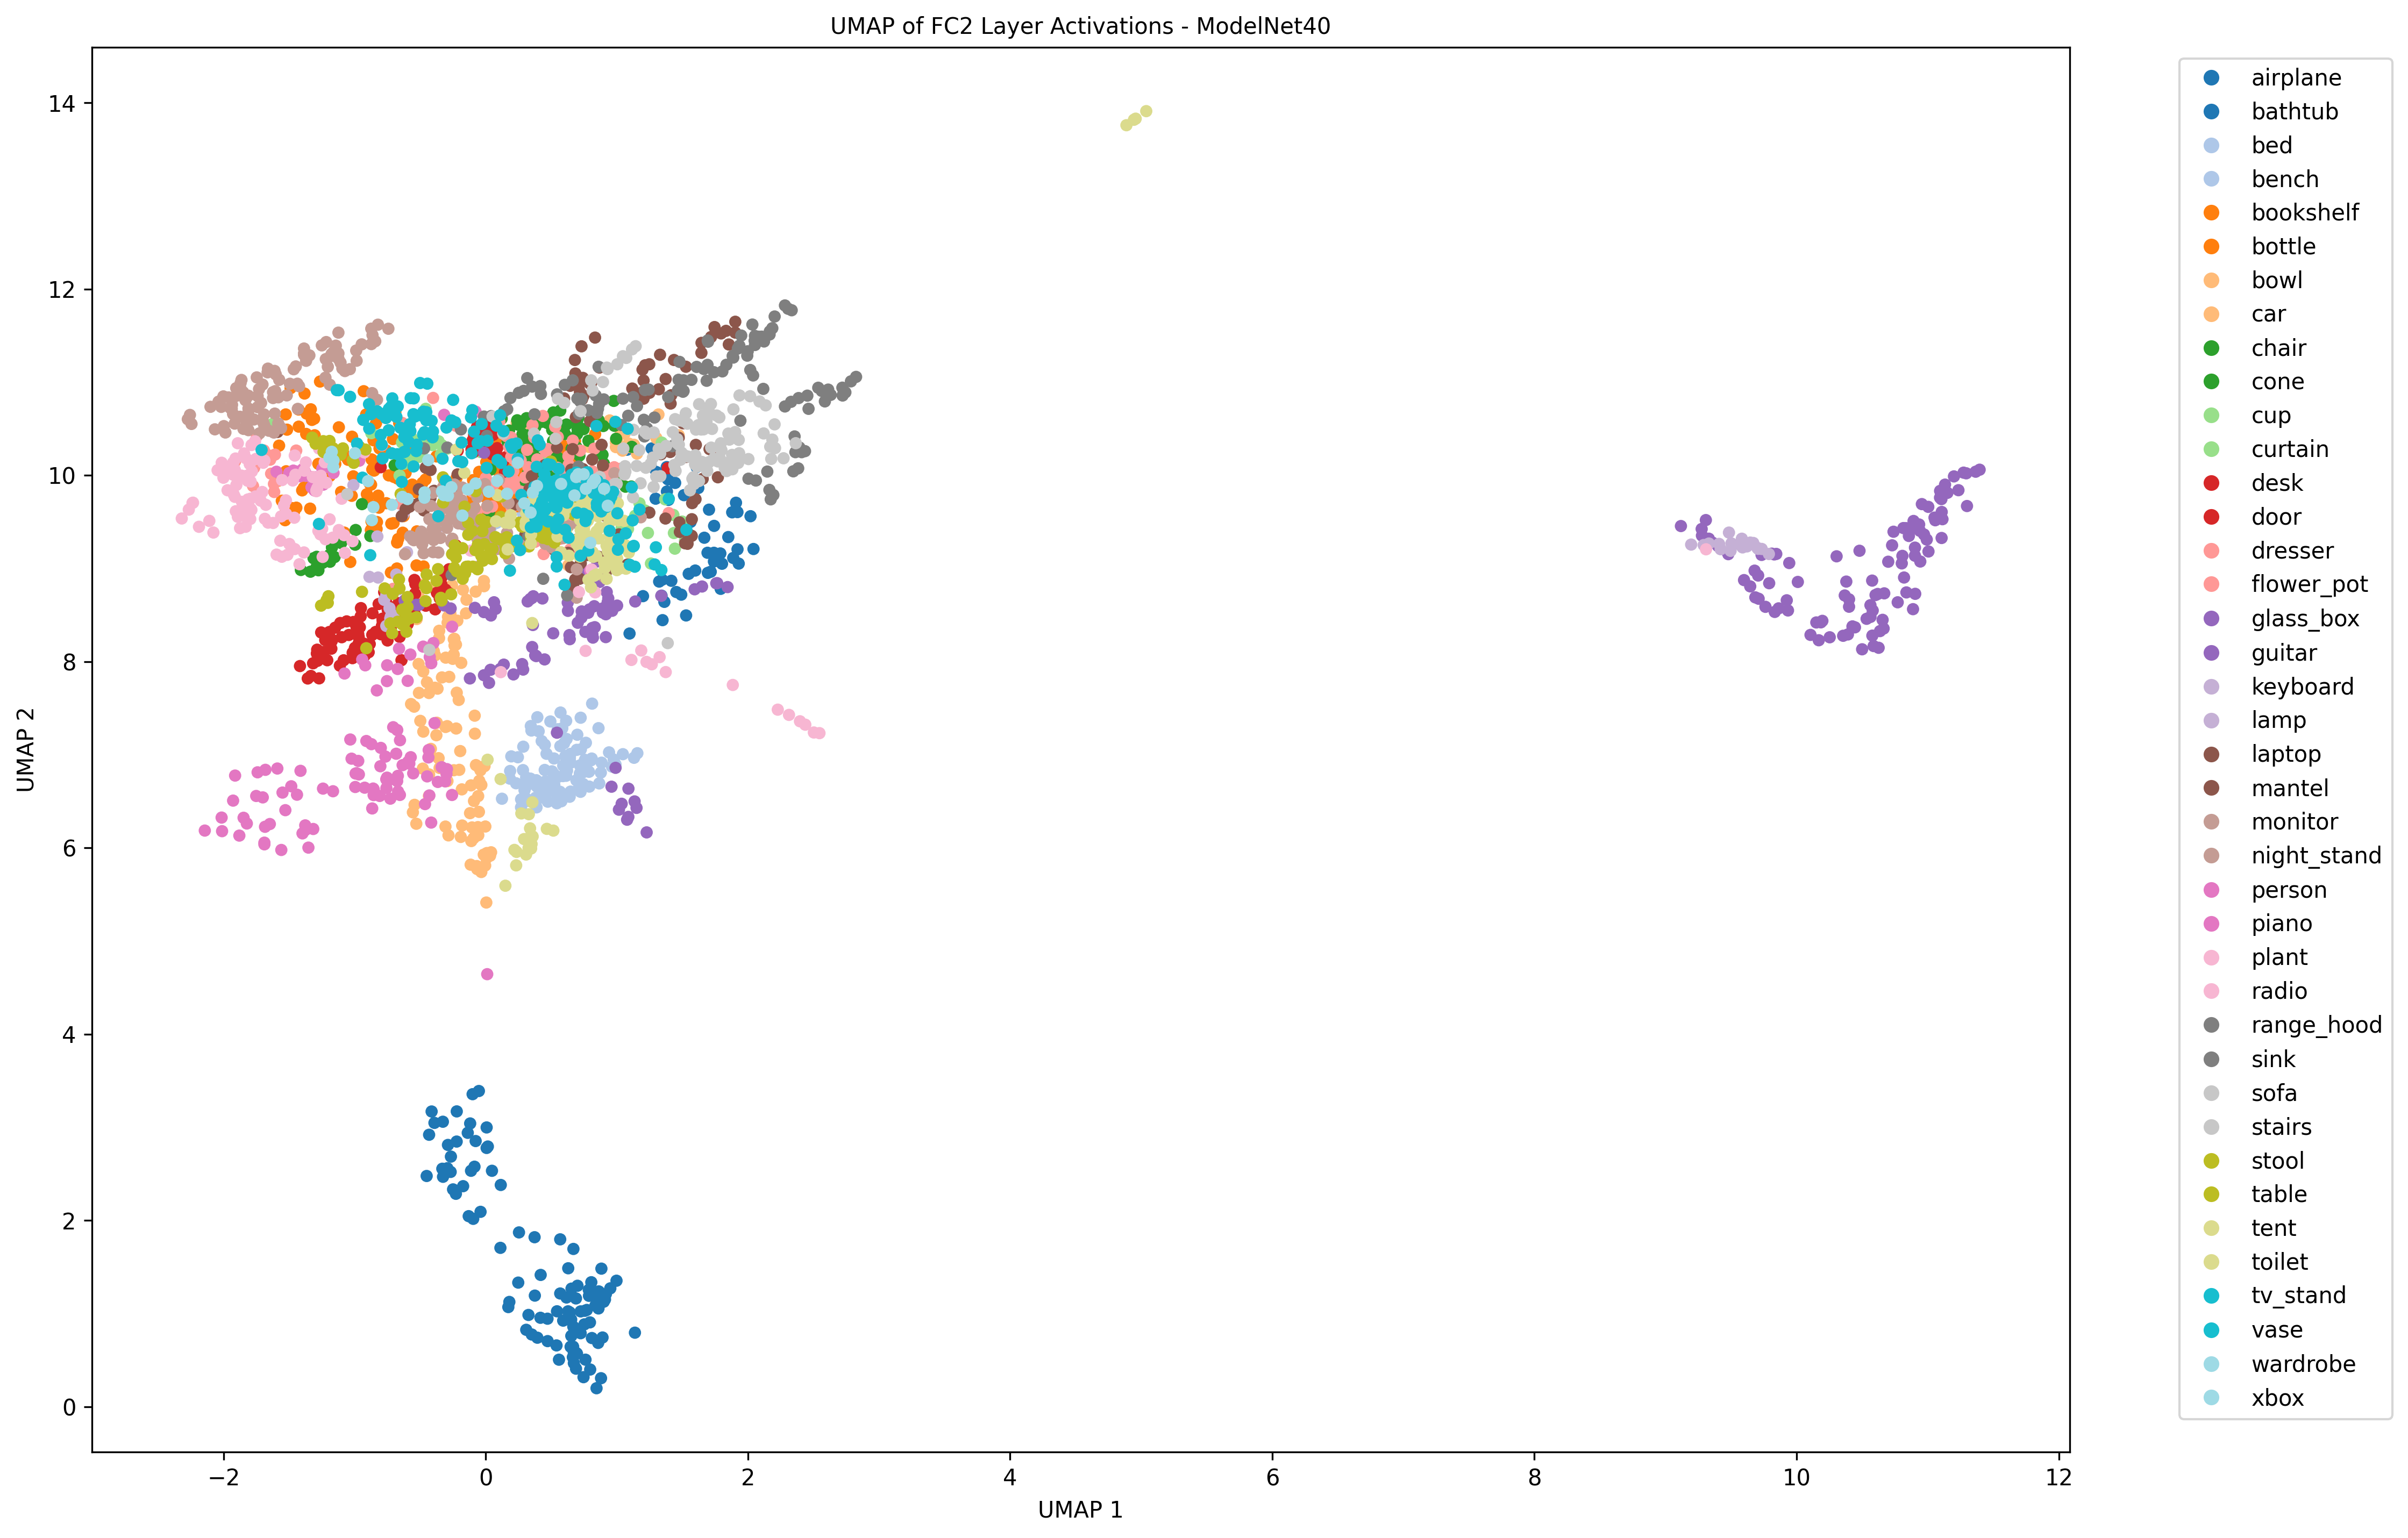 UMAP of FC2 Layer Activations - ModelNet40
14
12
10
8
6
4
2
0
UMAP 2
−2
0
2
4
6
8
10
12
UMAP 1
airplane
bathtub
bed
bench
bookshelf
bottle
bowl
car
chair
cone
cup
curtain
desk
door
dresser
flower_pot
glass_box
guitar
keyboard
lamp
laptop
mantel
monitor
night_stand
person
piano
plant
radio
range_hood
sink
sofa
stairs
stool
table
tent
toilet
tv_stand
vase
wardrobe
xbox